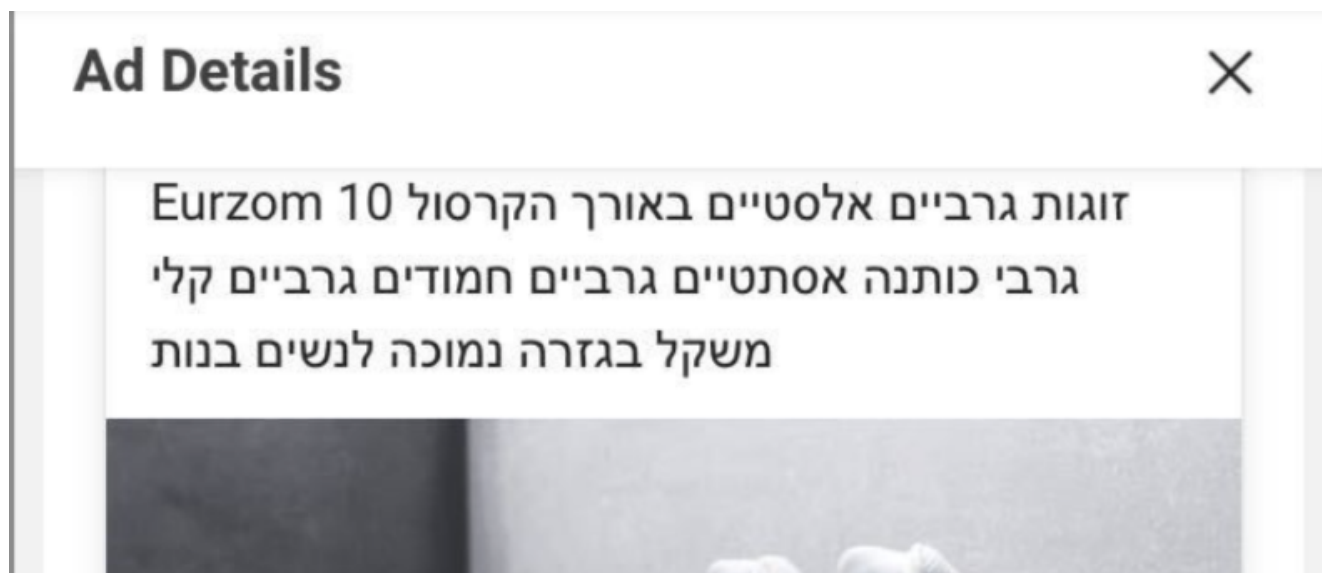 Ad Details
Eurzom 10 זוגות גרביים אלסטיים באורך הקרסול
גרבי כותנה אסתטיים גרביים חמודים גרביים קלי
משקל בגזרה נמוכה לנשים בנות